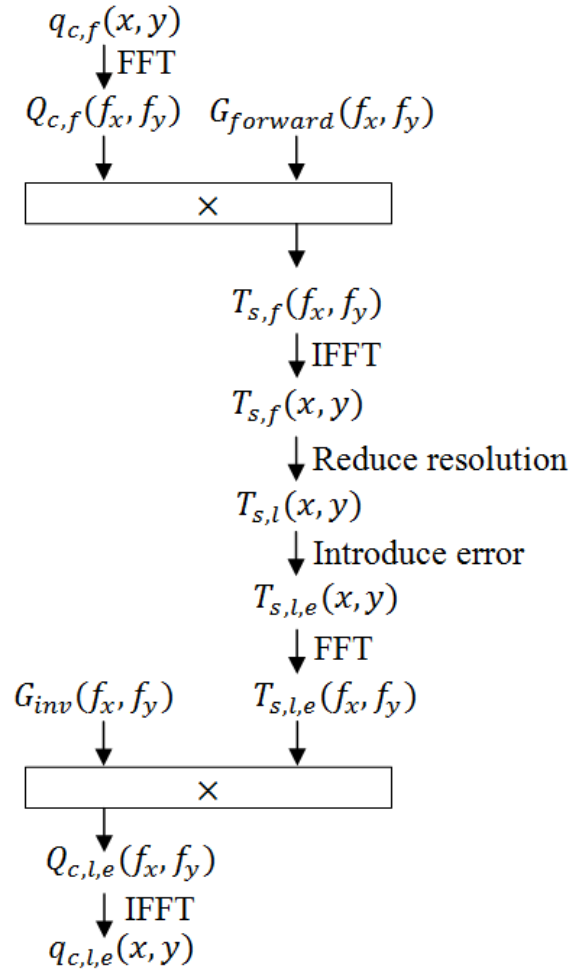 q_{c,f}(x, y)
FFT
Q_{c,f}(f_x, f_y) G_{forward}(f_x, f_y)
×
T_{s,f}(f_x, f_y)
IFFT
T_{s,f}(x, y)
Reduce resolution
T_{s,l}(x, y)
Introduce error
T_{s,l,e}(x, y)
FFT
G_{inv}(f_x, f_y) T_{s,l,e}(f_x, f_y)
×
Q_{c,l,e}(f_x, f_y)
IFFT
q_{c,l,e}(x, y)